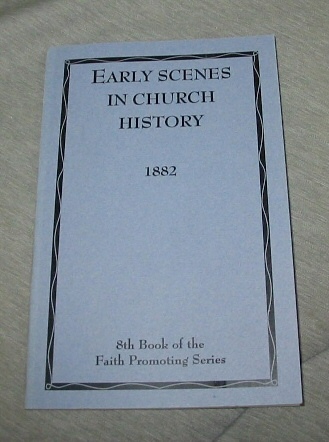 EARLY SCENES
IN CHURCH
HISTORY
1882
8th Book of the
Faith Promoting Series